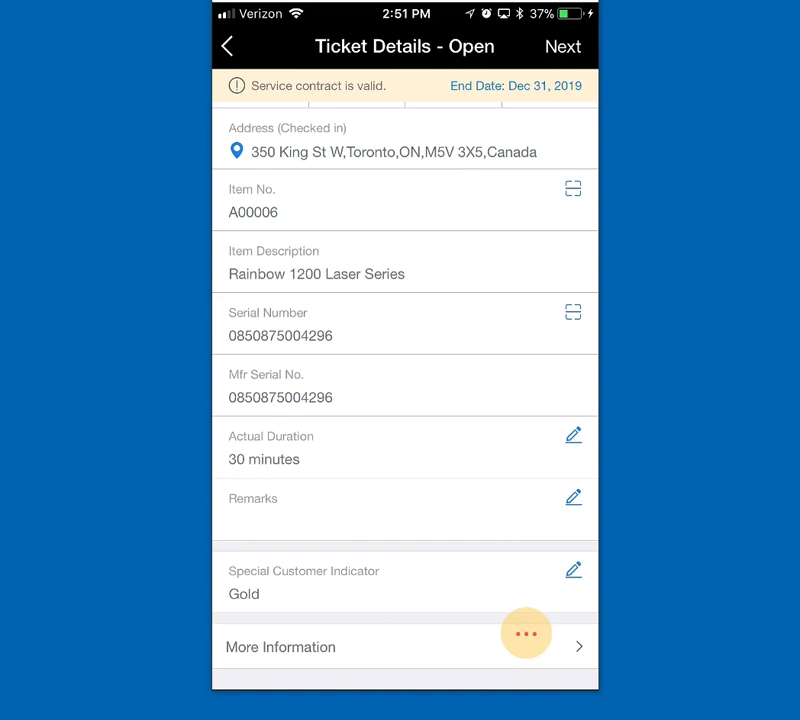 Verizon 2:51 PM 37%
Ticket Details - Open Next
Service contract is valid. End Date: Dec 31, 2019
Address (Checked in)
350 King St W,Toronto,ON,M5V 3X5,Canada
Item No.
A00006
Item Description
Rainbow 1200 Laser Series
Serial Number
0850875004296
Mfr Serial No.
0850875004296
Actual Duration
30 minutes
Remarks
Special Customer Indicator
Gold
More Information